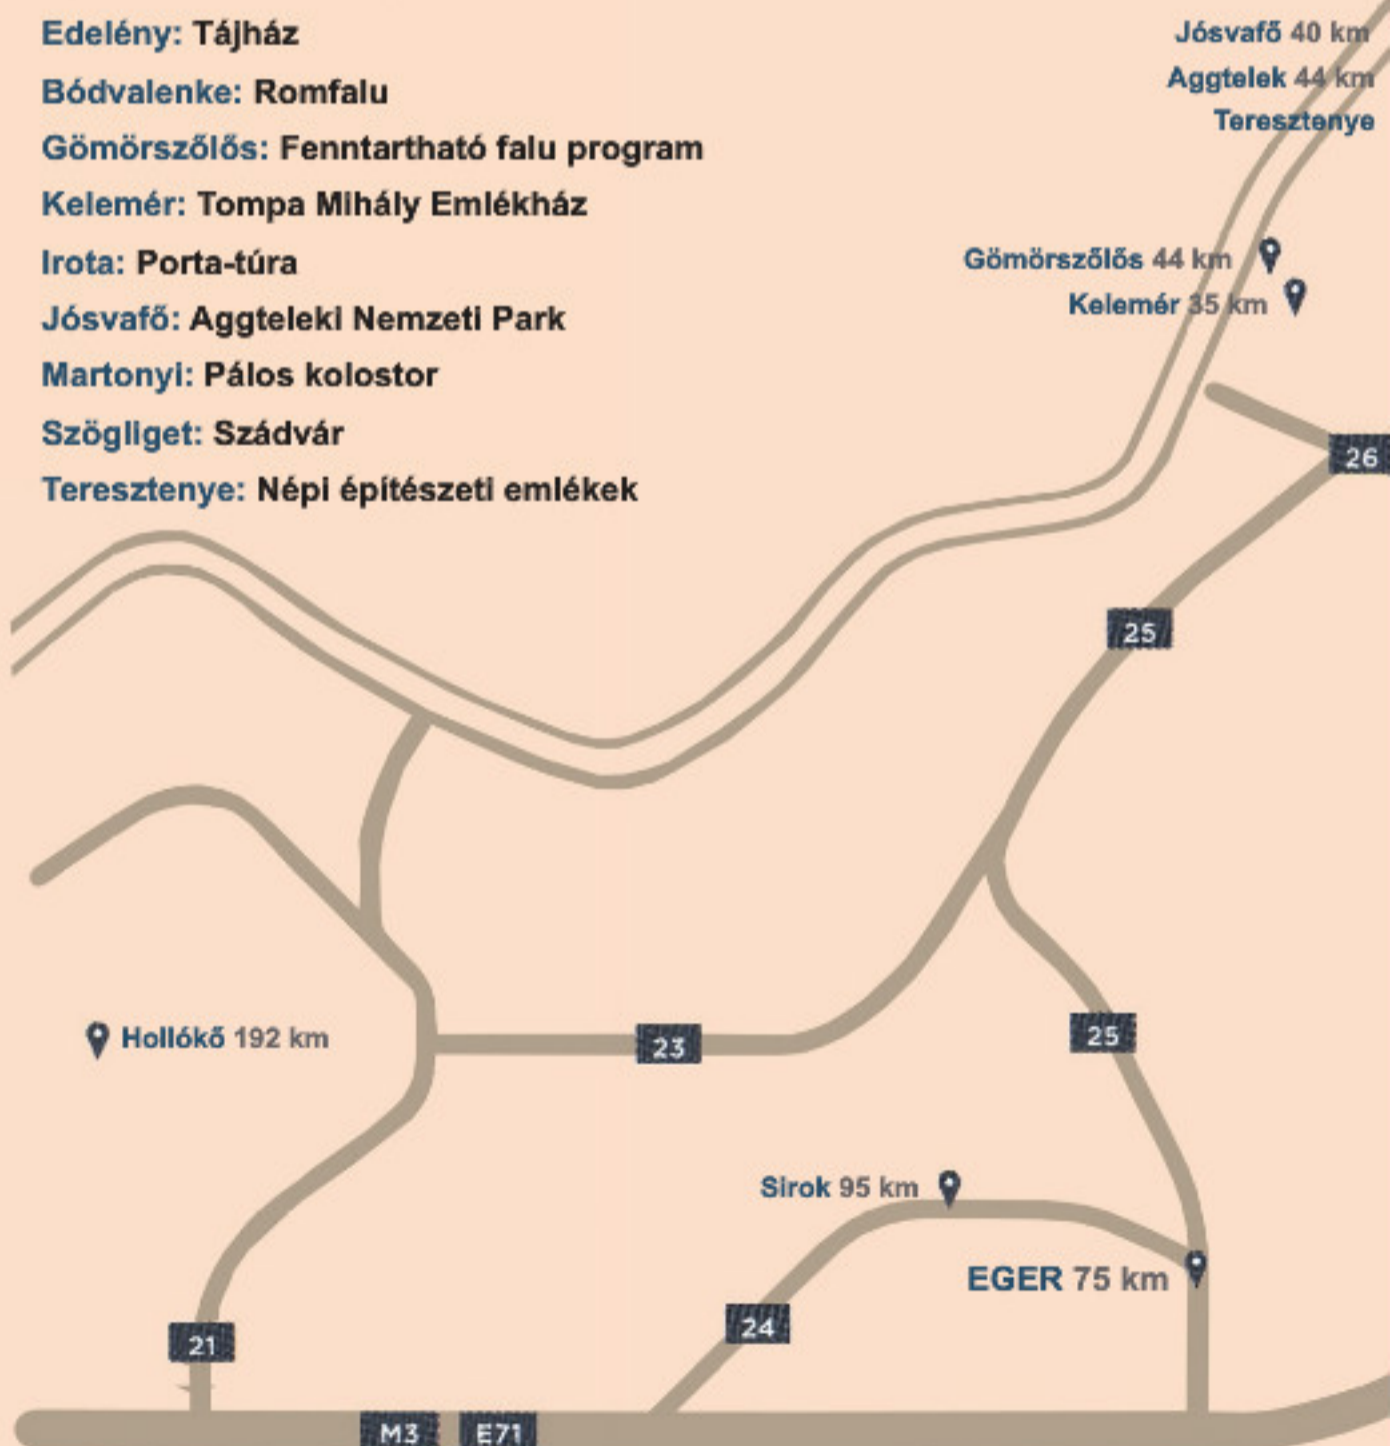 Edelény: Tájház
Bódvalenke: Romfalu
Gömörszőlős: Fenntartható falu program
Kelemér: Tompa Mihály Emlékház
Irota: Porta-túra
Jósvafő: Aggteleki Nemzeti Park
Martonyi: Pálos kolostor
Szögliget: Szádvár
Teresztenye: Népi építészeti emlékek
Jósvafő 40 km
Aggtelek 44 km
Teresztenye
Gömörszőlős 44 km
Kelemér 35 km
26
25
Hollókő 192 km
23
25
Sirok 95 km
EGER 75 km
24
21
M3
E71